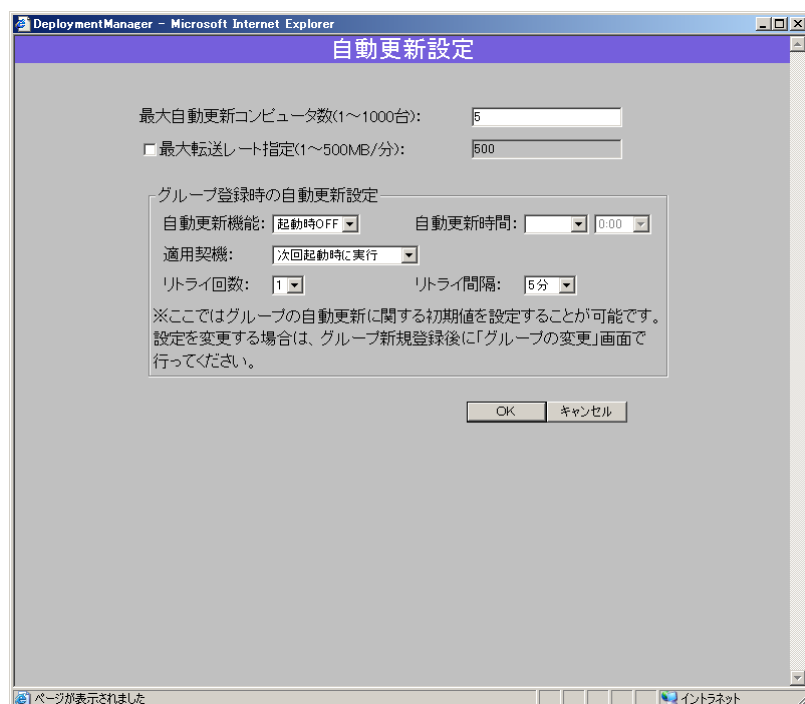 DeploymentManager - Microsoft Internet Explorer
自動更新設定
最大自動更新コンピュータ数(1～1000台): 5
最大転送レート指定(1～500MB/分): 500
グループ登録時の自動更新設定
自動更新機能: 起動時OFF 自動更新時間: 0:00
適用契機: 次回起動時に実行
リトライ回数: 1 リトライ間隔: 5分
※ここではグループの自動更新に関する初期値を設定することが可能です。
設定を変更する場合は、グループ新規登録後に「グループの変更」画面で
行ってください。
OK キャンセル
ページが表示されました イントラネット